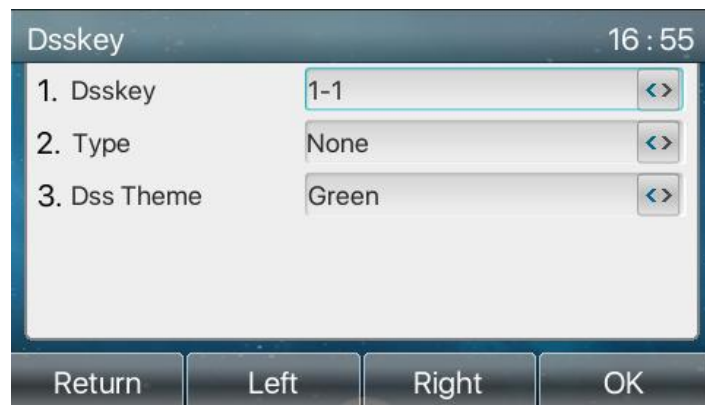 Dsskey 16:55
1. Dsskey 1-1 <>
2. Type None <>
3. Dss Theme Green <>
Return Left Right OK